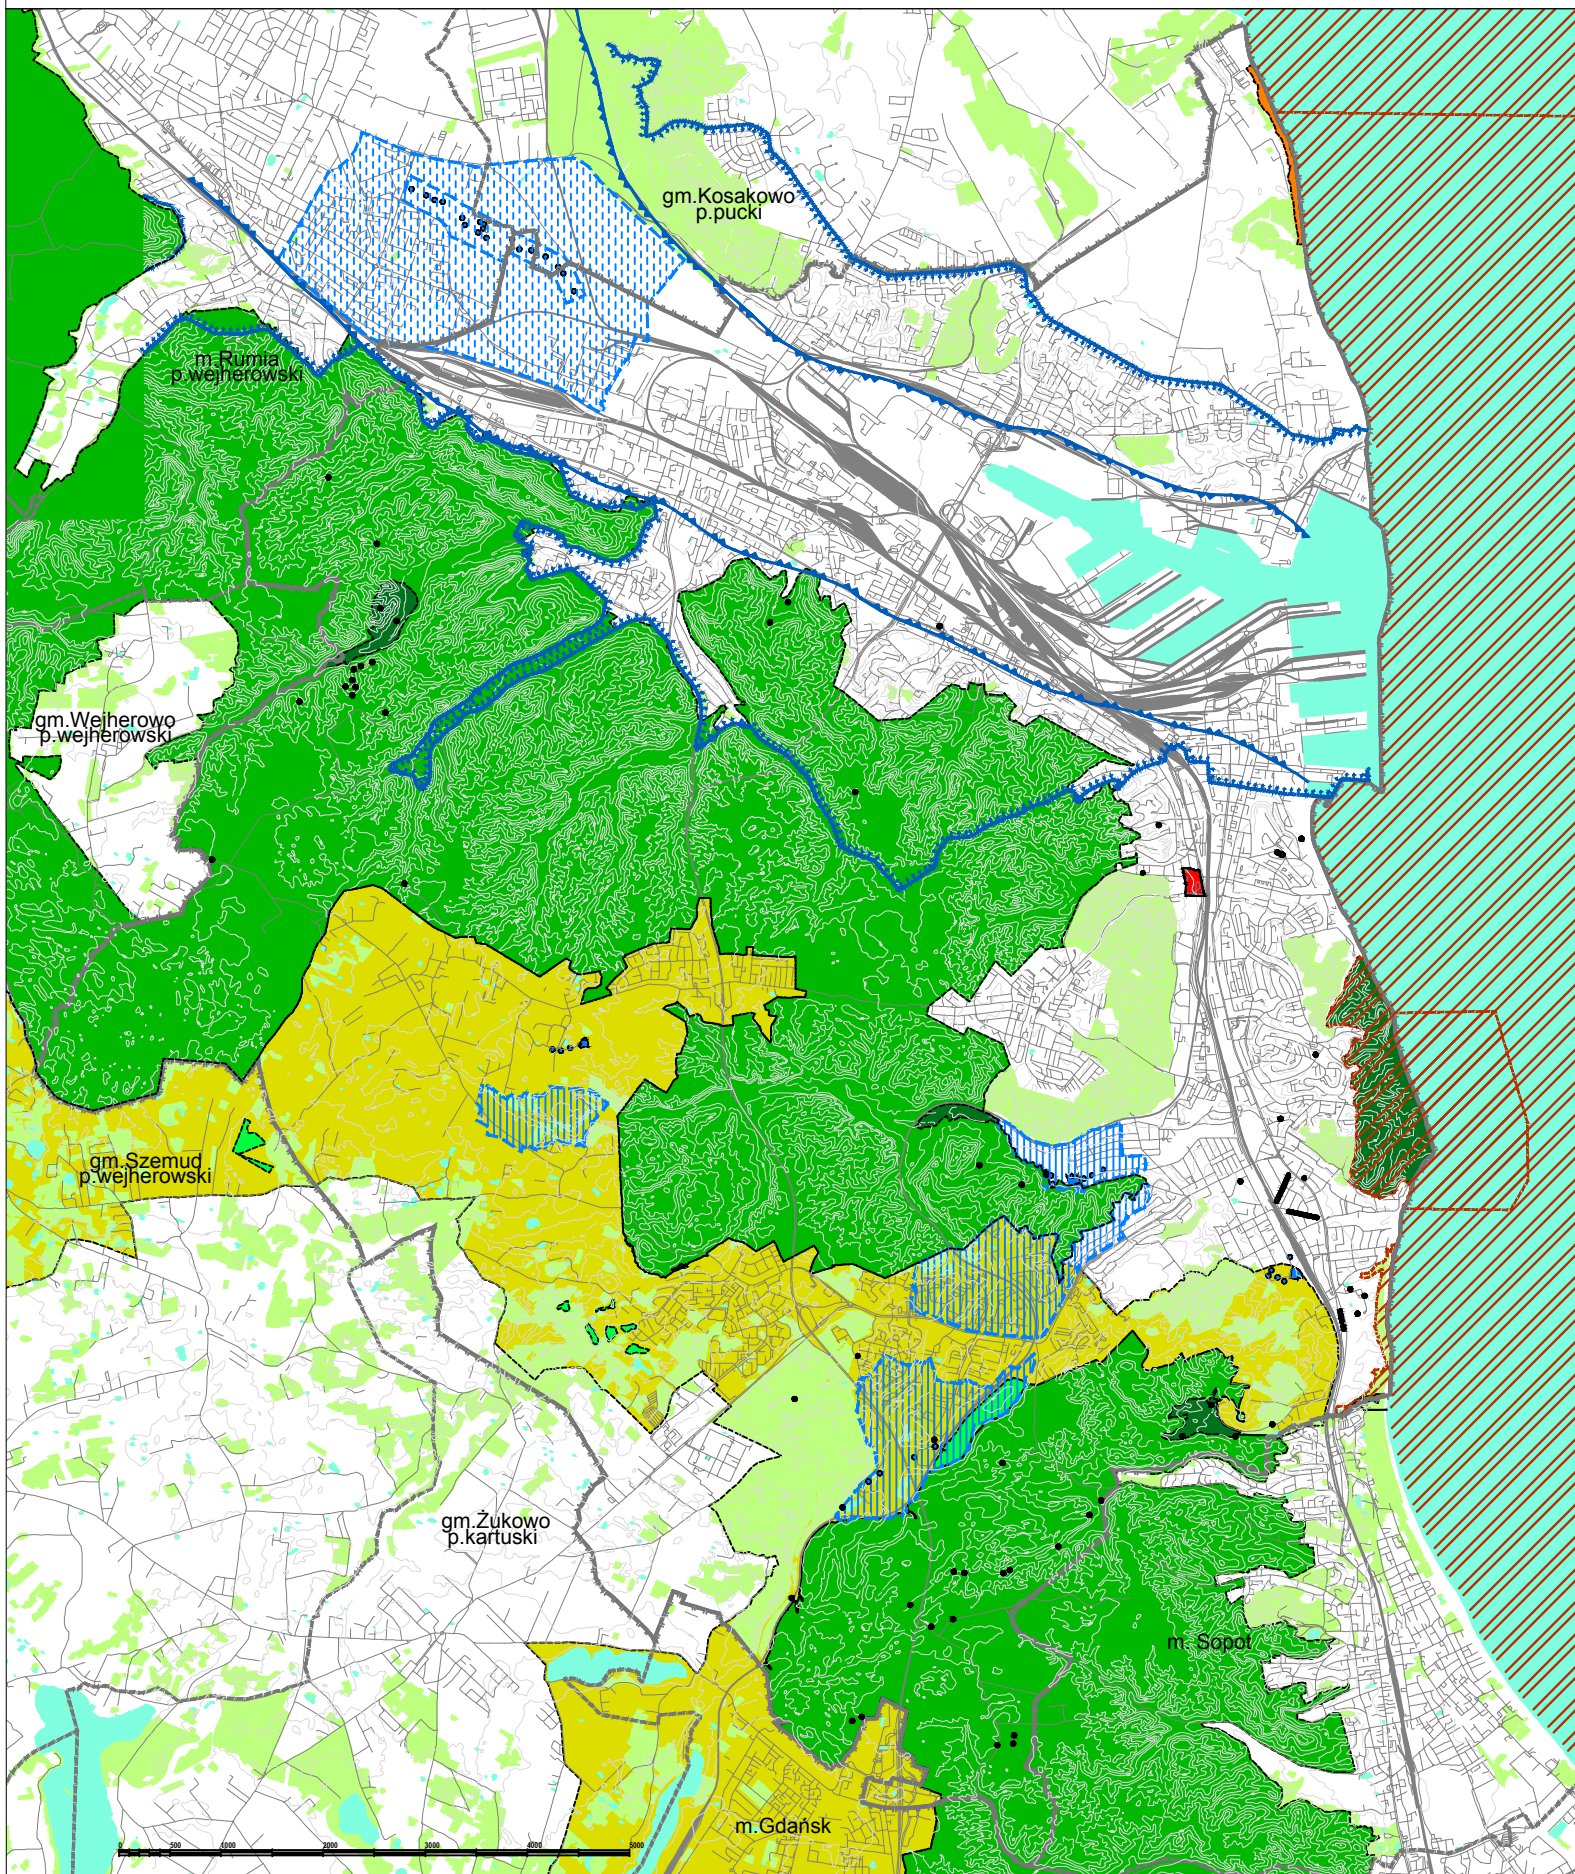 gm.Kosakowo
p.pucki
m.Rumia
p.wejherowski
gm.Wejherowo
p.wejherowski
gm.Szemud
p.wejherowski
gm.Żukowo
p.kartuski
m. Sopot
m.Gdańsk
0 500 1000 2000 3000 4000 5000